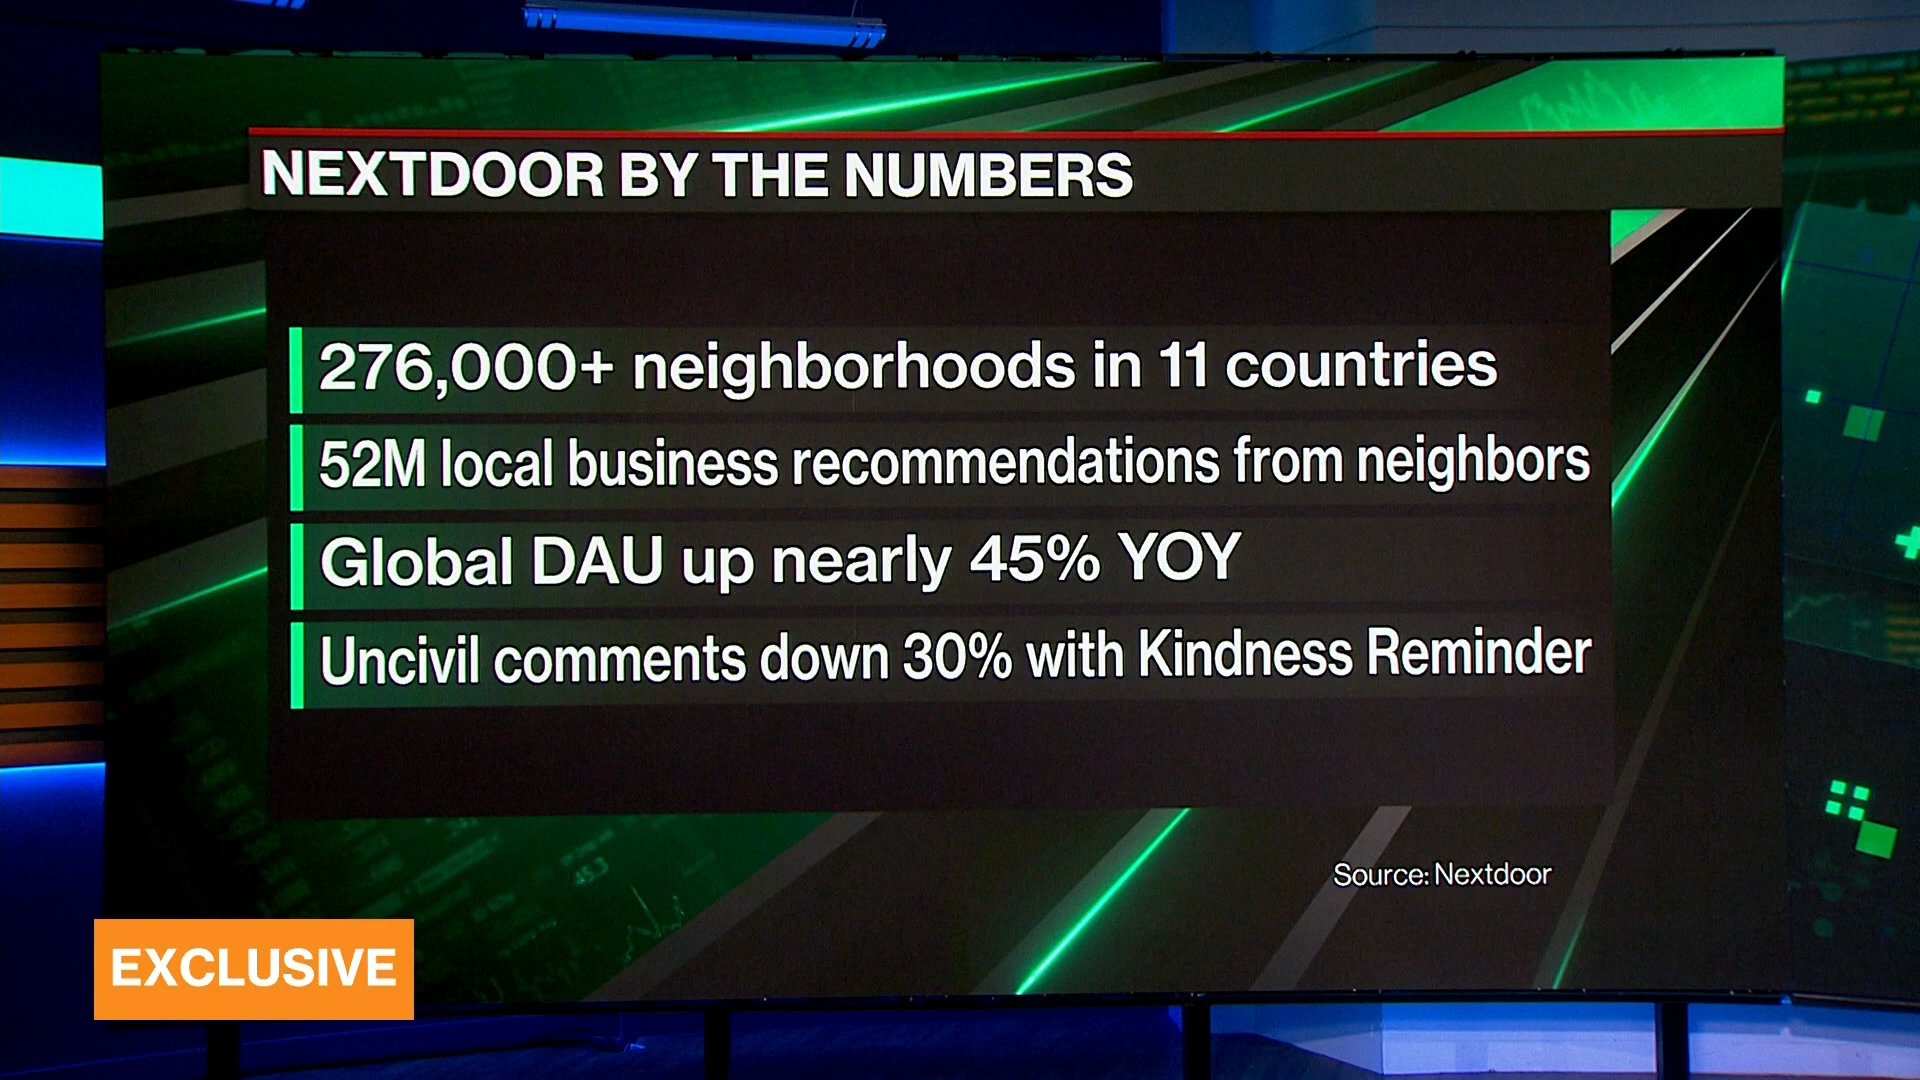 NEXTDOOR BY THE NUMBERS
276,000+ neighborhoods in 11 countries
52M local business recommendations from neighbors
Global DAU up nearly 45% YOY
Uncivil comments down 30% with Kindness Reminder
Source: Nextdoor
EXCLUSIVE